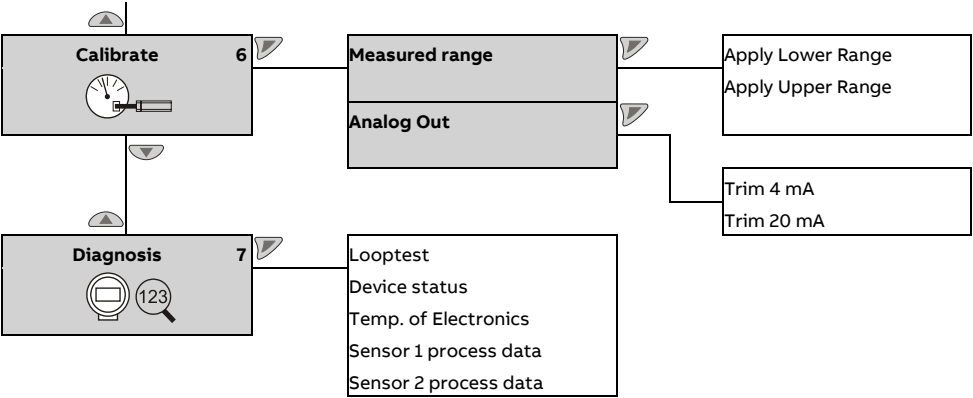 Calibrate 6
Measured range
Apply Lower Range
Apply Upper Range
Analog Out
Trim 4 mA
Trim 20 mA
Diagnosis 7
123
Looptest
Device status
Temp. of Electronics
Sensor 1 process data
Sensor 2 process data